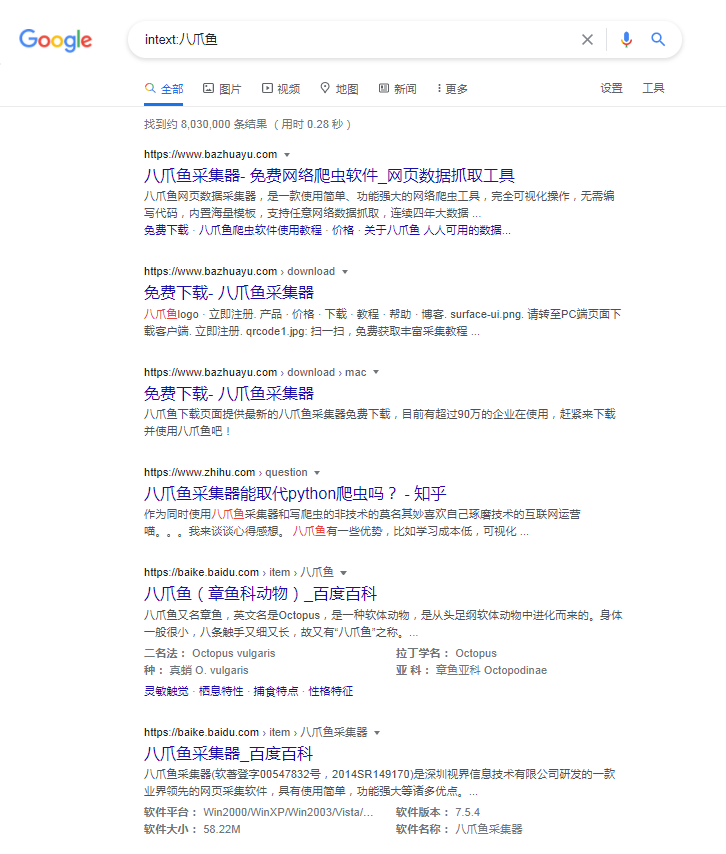 Google
intext:八爪鱼
全部 图片 视频 地图 新闻 更多 设置 工具
找到约 8,030,000 条结果 （用时 0.28 秒）
https://www.bazhuayu.com
八爪鱼采集器- 免费网络爬虫软件_网页数据抓取工具
八爪鱼网页数据采集器，是一款使用简单、功能强大的网络爬虫工具，完全可视化操作，无需编
写代码，内置海量模板，支持任意网络数据抓取，连续四年大数据 ...
免费下载 · 八爪鱼爬虫软件使用教程 · 价格 · 关于八爪鱼 人人可用的数据...
https://www.bazhuayu.com › download
免费下载- 八爪鱼采集器
八爪鱼logo · 立即注册. 产品 · 价格 · 下载 · 教程 · 帮助 · 博客. surface-ui.png. 请转至PC端页面下
载客户端. 立即注册. qrcode1.jpg: 扫一扫，免费获取丰富采集教程 ...
https://www.bazhuayu.com › download › mac
免费下载- 八爪鱼采集器
八爪鱼下载页面提供最新的八爪鱼采集器免费下载，目前有超过90万的企业在使用，赶紧来下载
并使用八爪鱼吧！
https://www.zhihu.com › question
八爪鱼采集器能取代python爬虫吗？ - 知乎
作为同时使用八爪鱼采集器和写爬虫的非技术的莫名其妙喜欢自己琢磨技术的互联网运营
喵。。。我来谈谈心得感想。 八爪鱼有一些优势，比如学习成本低，可视化 ...
https://baike.baidu.com › item › 八爪鱼
八爪鱼（章鱼科动物）_百度百科
八爪鱼又名章鱼，英文名是Octopus，是一种软体动物，是从头足纲软体动物中进化而来的。身体
一般很小，八条触手又细又长，故又有“八爪鱼”之称。...
二名法： Octopus vulgaris 拉丁学名： Octopus
种： 真蛸 O. vulgaris 亚 科： 章鱼亚科 Octopodinae
灵敏触觉 · 栖息特性 · 捕食特点 · 性格特征
https://baike.baidu.com › item › 八爪鱼采集器
八爪鱼采集器_百度百科
八爪鱼采集器(软著登字00547832号，2014SR149170)是深圳视界信息技术有限公司研发的一款
业界领先的网页采集软件，具有使用简单，功能强大等诸多优点。...
软件平台： Win2000/WinXP/Win2003/Vista/... 软件版本： 7.5.4
软件大小： 58.22M 软件名称： 八爪鱼采集器